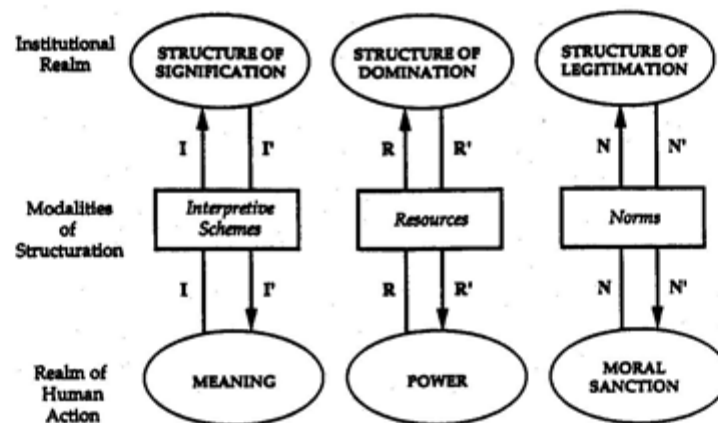 Institutional
Realm
STRUCTURE OF
SIGNIFICATION
STRUCTURE OF
DOMINATION
STRUCTURE OF
LEGITIMATION
I
I'
R
R'
N
N'
Modalities
of
Structuration
Interpretive
Schemes
Resources
Norms
I
I'
R
R'
N
N'
Realm of
Human
Action
MEANING
POWER
MORAL
SANCTION